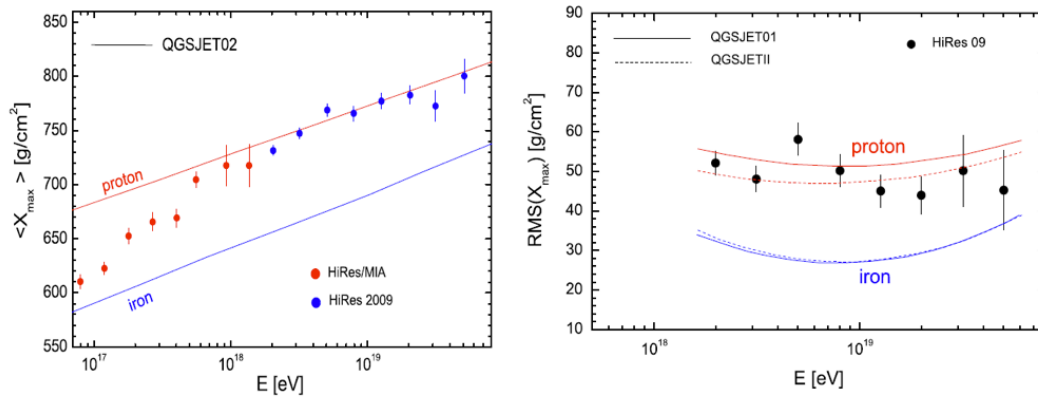 850
800
750
700
650
600
550
<X_max> [g/cm²]
QGSJET02
proton
iron
HiRes/MIA
HiRes 2009
10^17
10^18
10^19
E [eV]
90
80
70
60
50
40
30
20
10
RMS(X_max) [g/cm²]
QGSJET01
QGSJETII
HiRes 09
proton
iron
10^18
10^19
E [eV]